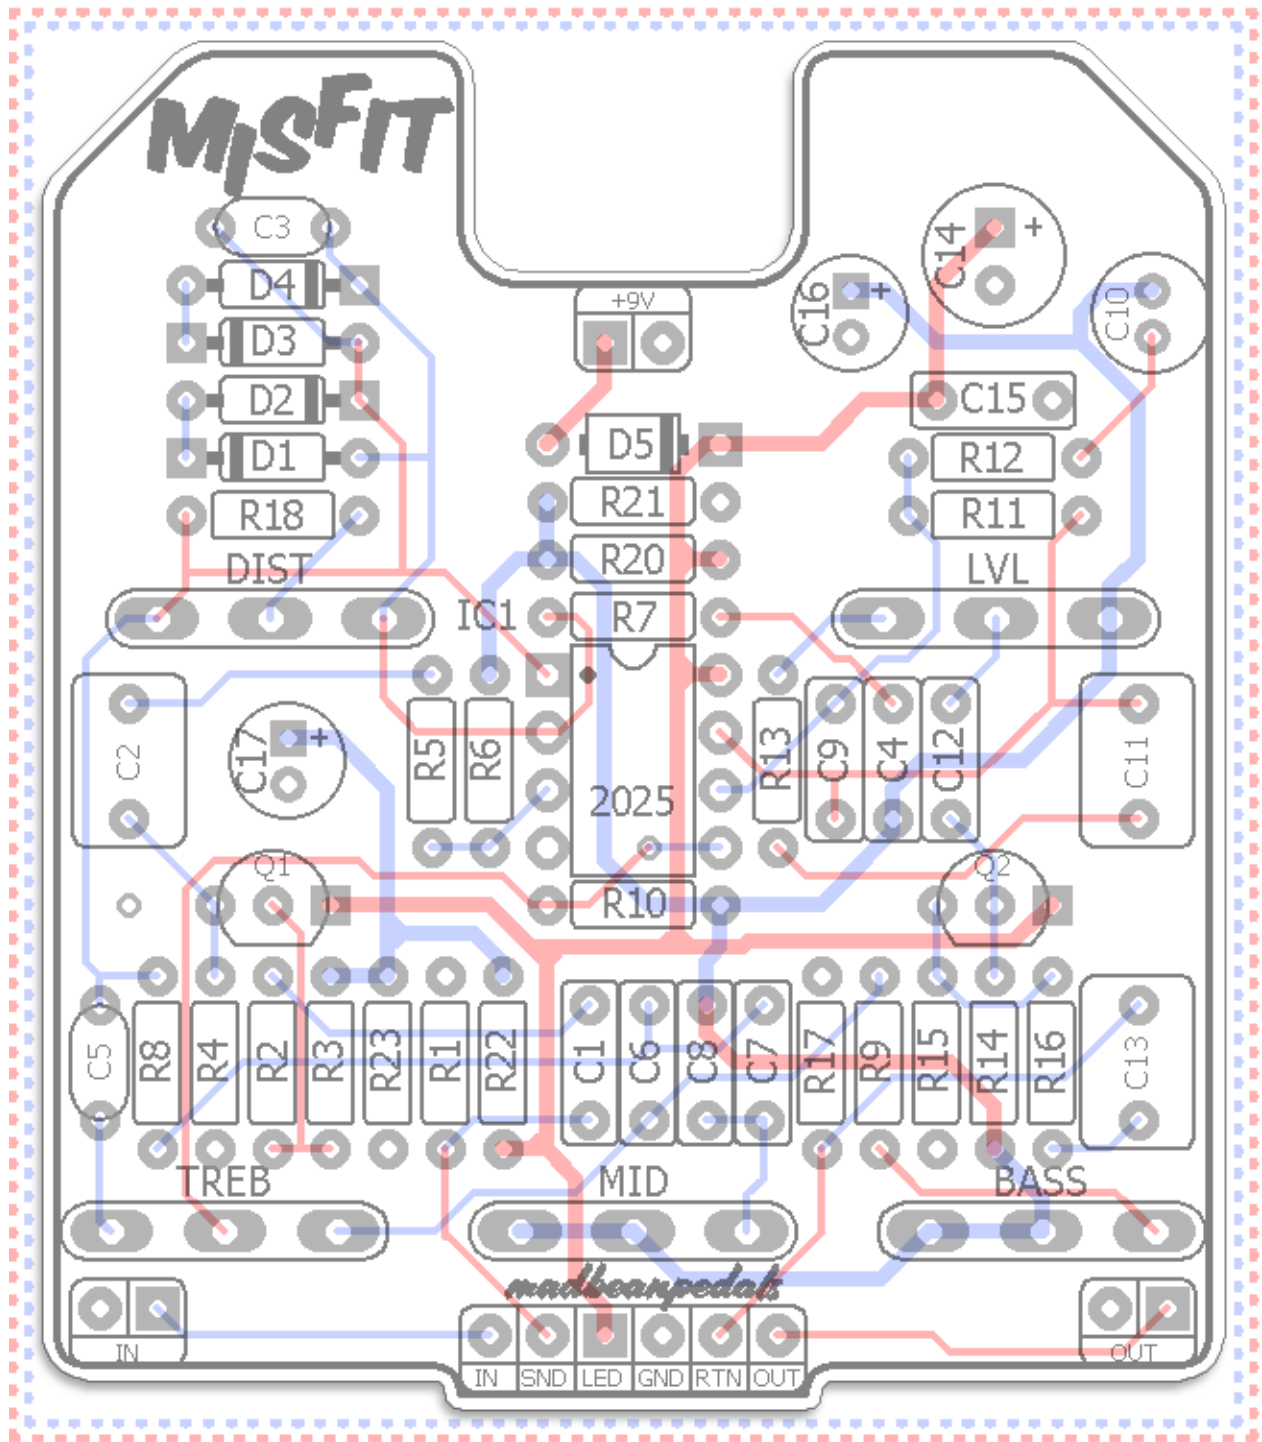 MISFIT
C3
D4
D3
D2
D1
R18
DIST
+9V
D5
R21
R20
R7
IC1
C16 +
C14 +
C10
C15
R12
R11
LVL
C2
C17 +
R5
R6
2025
R13
C9
C4
C12
C11
Q1
R10
Q2
C5
R8
R4
R2
R3
R23
R1
R22
C1
C6
C8
C7
R17
R9
R15
R14
R16
C13
TREB
MID
BASS
madbeanpedals
IN
IN
SND
LED
GND
RTN
OUT
OUT